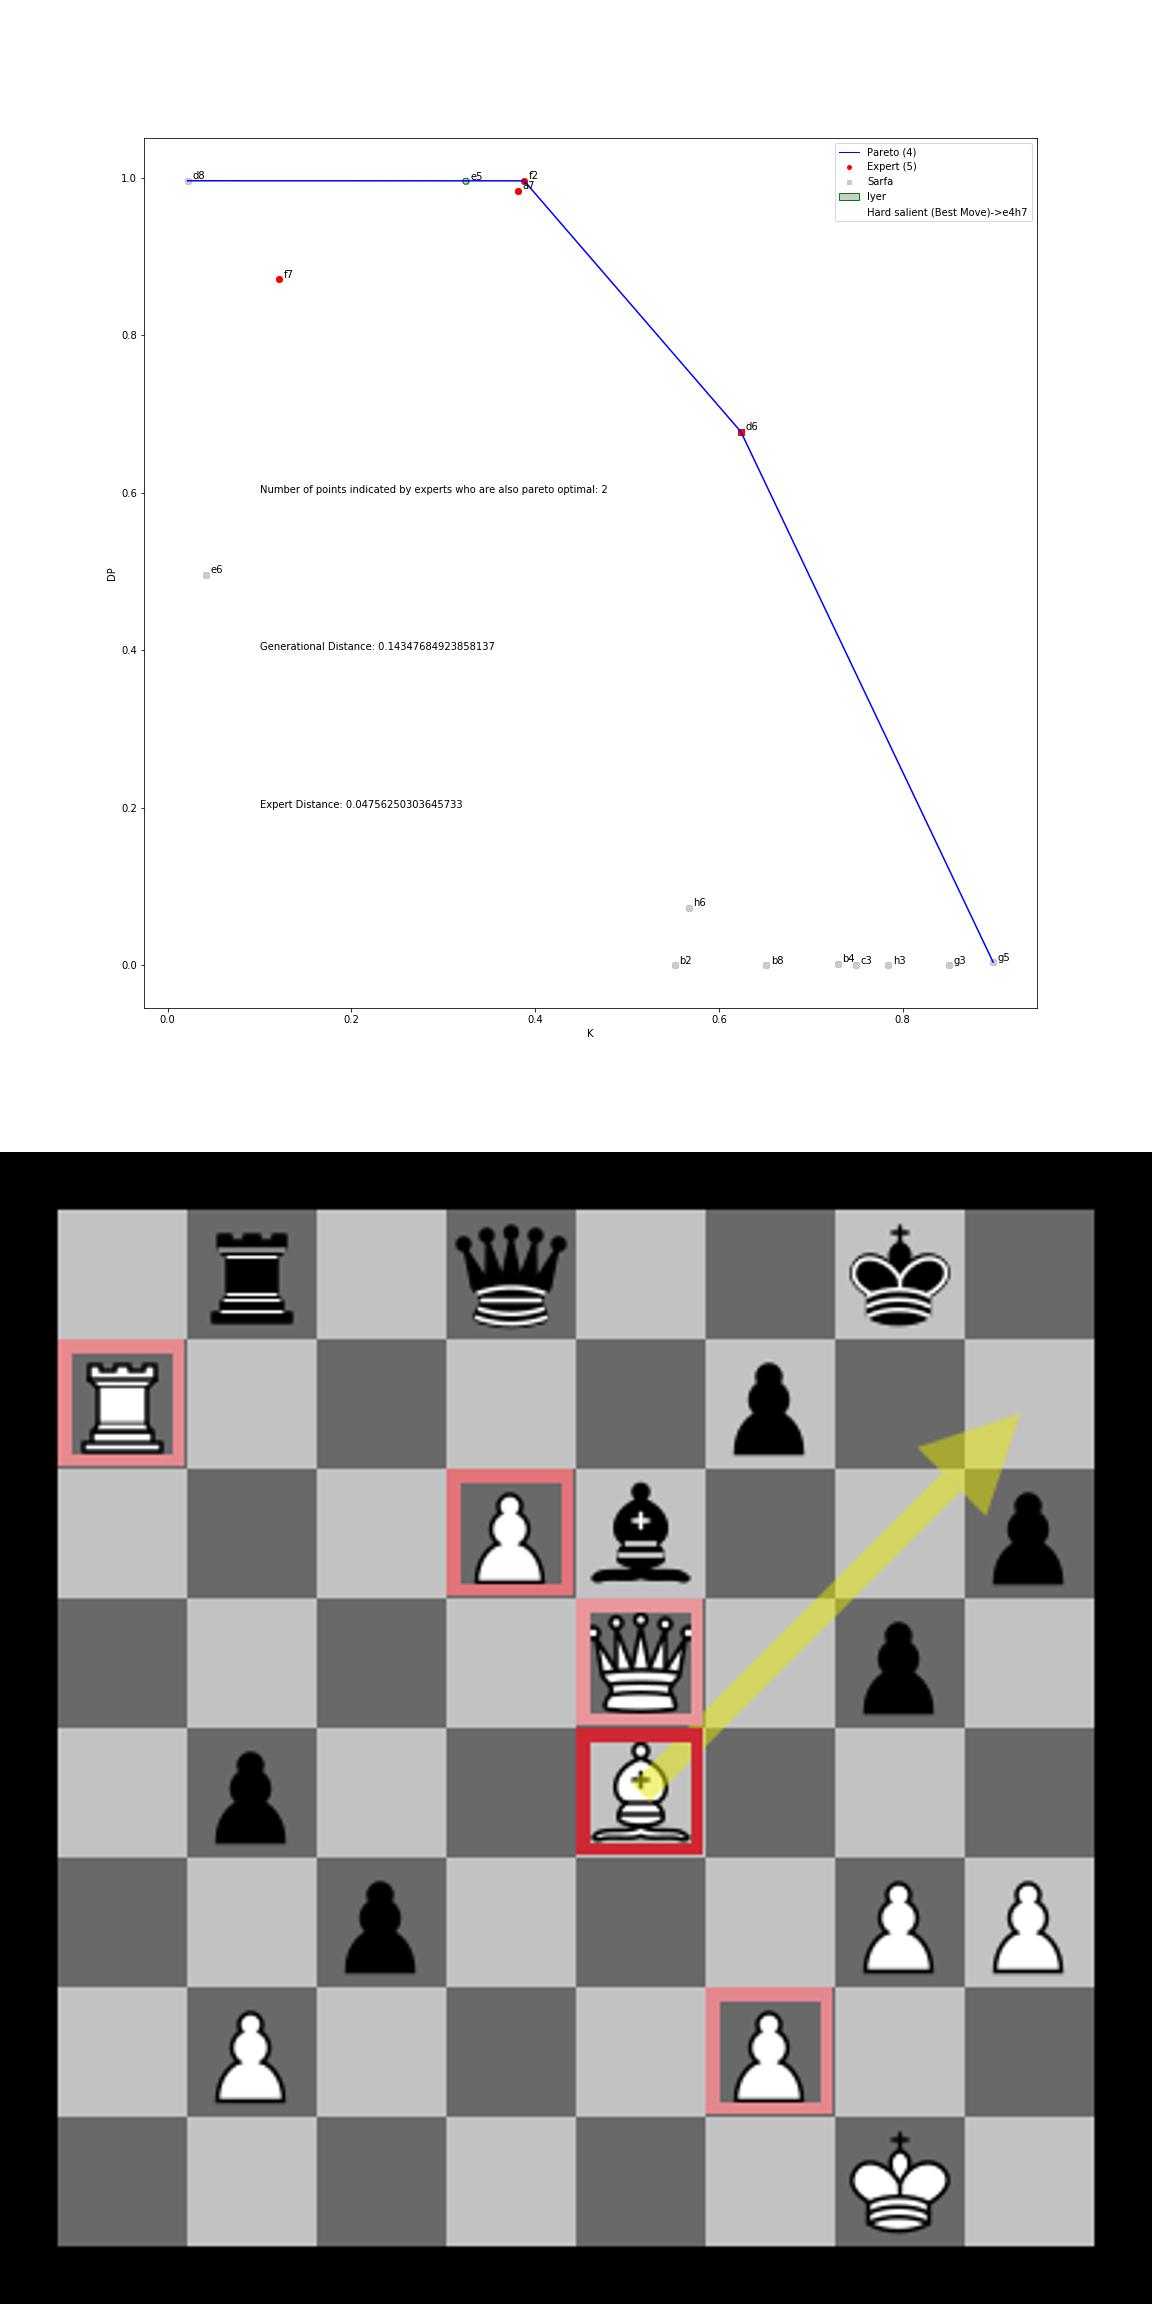 Pareto (4)
Expert (5)
Sarfa
Iyer
Hard salient (Best Move)->e4h7
1.0
d8
e5
f2
a7
f7
0.8
d6
0.6
Number of points indicated by experts who are also pareto optimal: 2
DP
e6
0.4
Generational Distance: 0.14347684923858137
0.2
Expert Distance: 0.04756250303645733
h6
0.0
b2
b8
b4
c3
h3
g3
g5
0.0
0.2
0.4
0.6
0.8
K